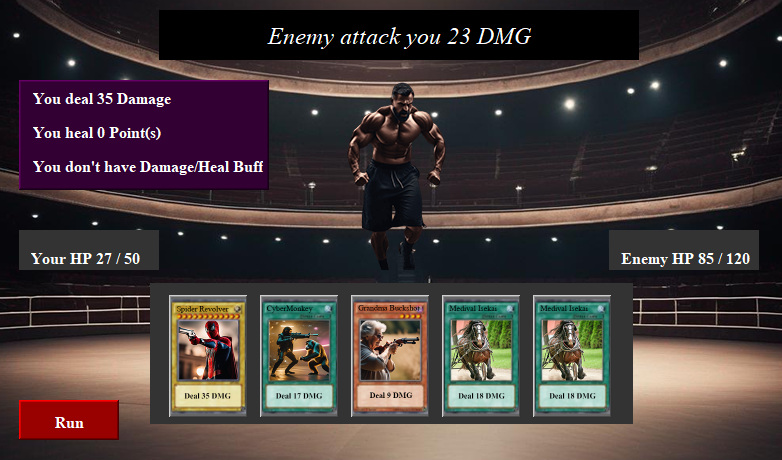 Enemy attack you 23 DMG
You deal 35 Damage
You heal 0 Point(s)
You don't have Damage/Heal Buff
Your HP 27 / 50
Enemy HP 85 / 120
Spider Revolver
CyberMonkey
Grandma Buckshot
Medival Isekai
Medival Isekai
Deal 35 DMG
Deal 17 DMG
Deal 9 DMG
Deal 18 DMG
Deal 18 DMG
Run